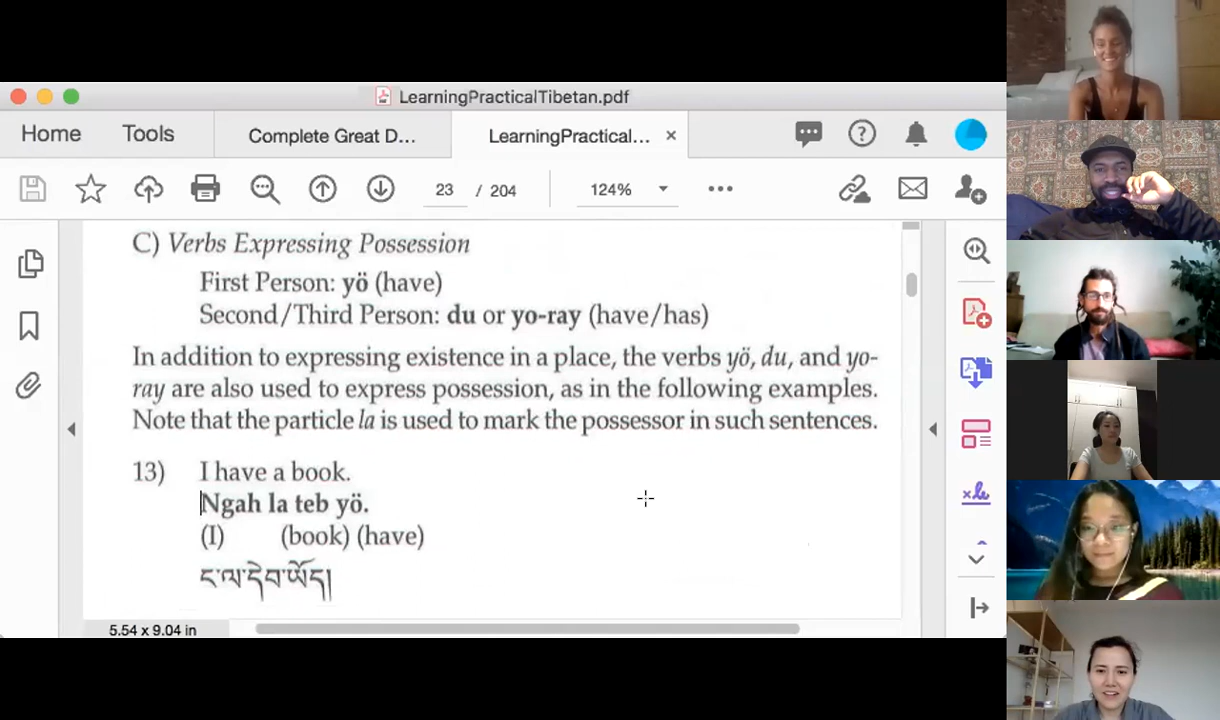 LearningPracticalTibetan.pdf
Home Tools Complete Great D... LearningPractical... ×
23 / 204 124%
C) Verbs Expressing Possession
First Person: yö (have)
Second/Third Person: du or yo-ray (have/has)
In addition to expressing existence in a place, the verbs yö, du, and yo-
ray are also used to express possession, as in the following examples.
Note that the particle la is used to mark the possessor in such sentences.
13) I have a book.
Ngah la teb yö.
(I) (book) (have)
ང་ལ་དེབ་ཡོད།
5.54 x 9.04 in